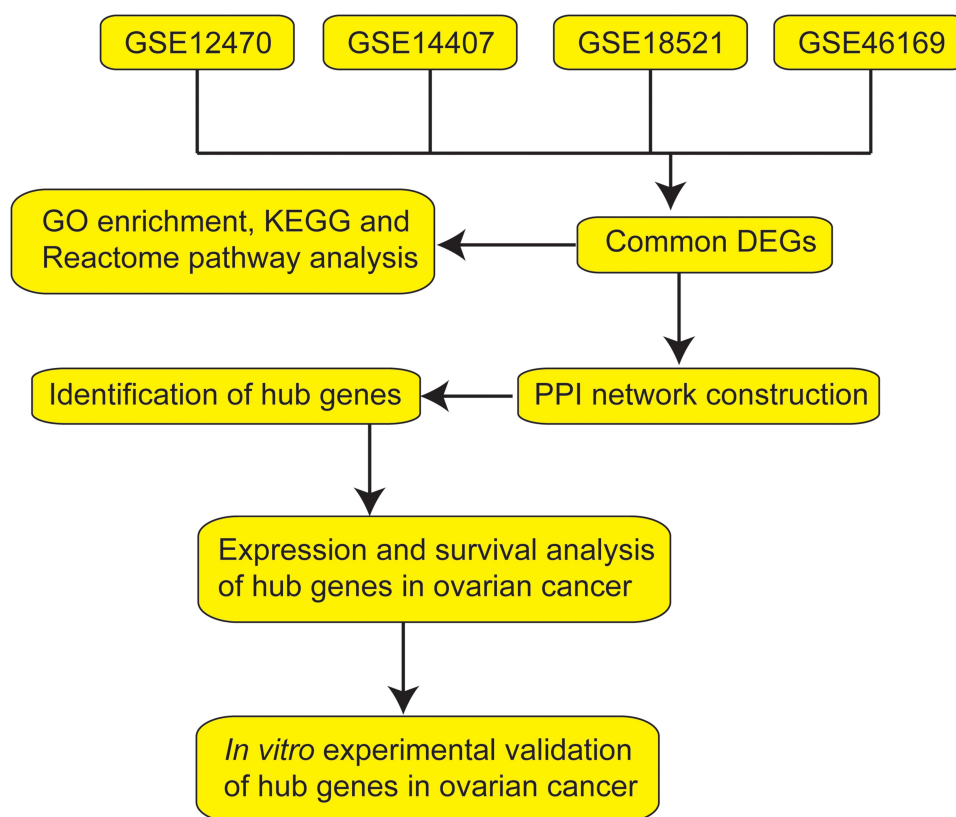 GSE12470
GSE14407
GSE18521
GSE46169
GO enrichment, KEGG and
Reactome pathway analysis
Common DEGs
Identification of hub genes
PPI network construction
Expression and survival analysis
of hub genes in ovarian cancer
In vitro experimental validation
of hub genes in ovarian cancer